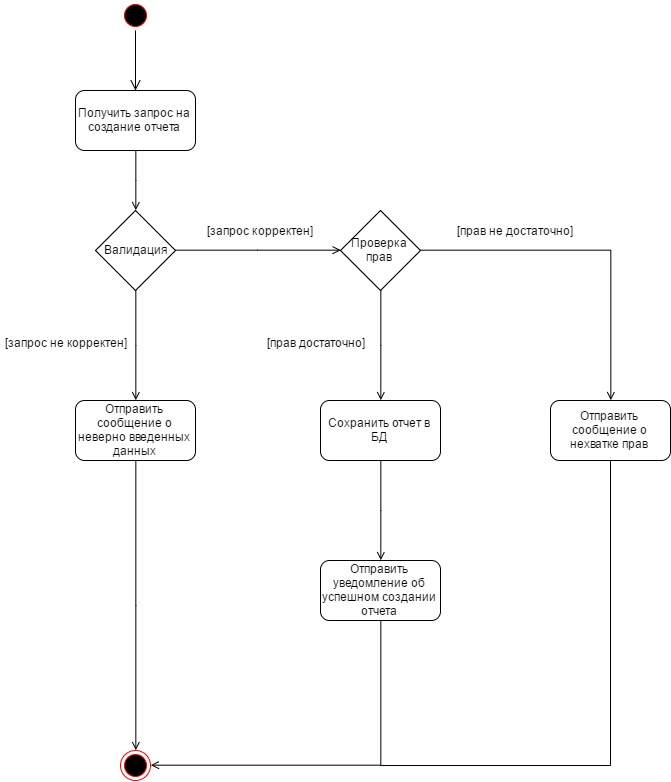 Получить запрос на
создание отчета
Валидация
[запрос корректен]
Проверка
прав
[прав не достаточно]
[запрос не корректен]
[прав достаточно]
Отправить
сообщение о
неверно введенных
данных
Сохранить отчет в
БД
Отправить
сообщение о
нехватке прав
Отправить
уведомление об
успешном создании
отчета